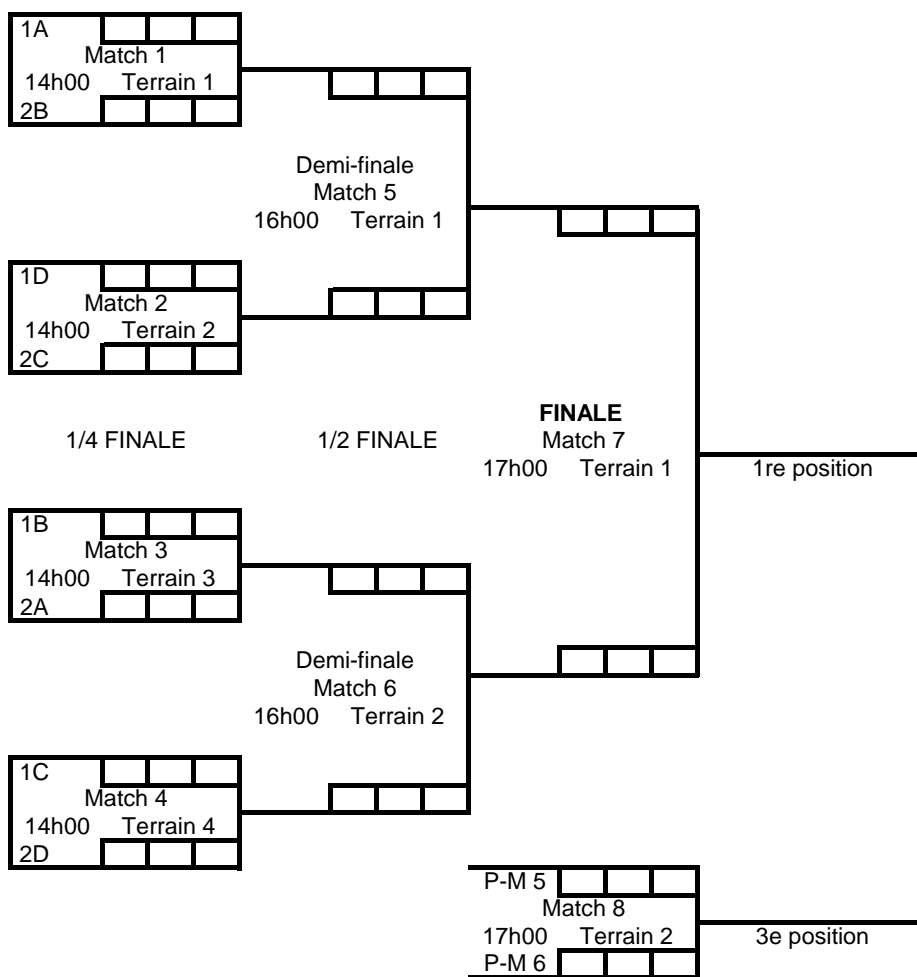 1A
Match 1
14h00 Terrain 1
2B
Demi-finale
Match 5
16h00 Terrain 1
1D
Match 2
14h00 Terrain 2
2C
1/4 FINALE
1/2 FINALE
FINALE
Match 7
17h00 Terrain 1
1re position
1B
Match 3
14h00 Terrain 3
2A
Demi-finale
Match 6
16h00 Terrain 2
1C
Match 4
14h00 Terrain 4
2D
P-M 5
Match 8
17h00 Terrain 2
P-M 6
3e position